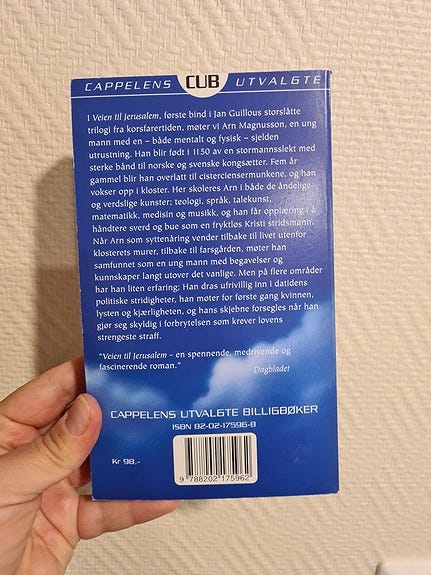 CAPPELENS CUB UTVALGTE
I Veien til Jerusalem, første bind i Jan Guillous storslåtte
trilogi fra korsfarertiden, møter vi Arn Magnusson, en ung
mann med en – både mentalt og fysisk – sjelden
utrustning. Han blir født I 1150 av en stormannsslekt med
sterke bånd til norske og svenske kongsætter. Fem år
gammel blir han overlatt til cisterciensermunkene, og han
vokser opp i kloster. Her skoleres Arn i både de åndelige
og verdslige kunster; teologi, språk, talekunst,
matematikk, medisin og musikk, og han får opplæring i å
håndtere sverd og bue som en fryktløs Kristi stridsmann.
Når Arn som syttenåring vender tilbake til livet utenfor
klosterets murer, tilbake til farsgården, møter han
samfunnet som en ung mann med begavelser og
kunnskaper langt utover det vanlige. Men på flere områder
har han liten erfaring; Han dras ufrivillig inn i datidens
politiske stridigheter, han møter for første gang kvinnen,
lysten og kjærligheten, og hans skjebne forsegles når han
gjør seg skyldig i forbrytelsen som krever lovens
strengeste straff.
"Veien til Jerusalem - en spennende, medrivende og
fascinerende roman."
Dagbladet
CAPPELENS UTVALGTE BILLIGBØKER
ISBN 82-02-17596-8
Kr 98,-
9 788202 175962